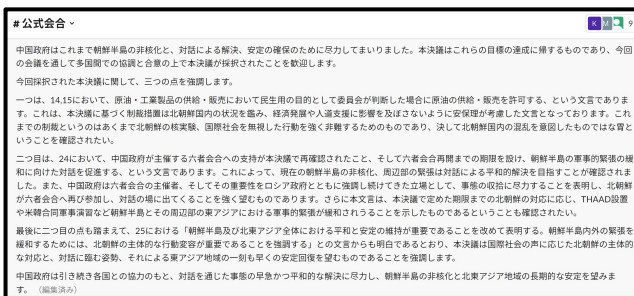 # 公式会合
K M 9
中国政府はこれまで朝鮮半島の非核化と、対話による解決、安定の確保のために尽力してまいりました。本決議はこれらの目標の達成に帰するものであり、今回
の会議を通して多国間での協調と合意の上で本決議が採択されたことを歓迎します。
今回採択された本決議に関して、三つの点を強調します。
一つは、14,15において、原油・工業製品の供給・販売において民生用の目的として委員会が判断した場合に原油の供給・販売を許可する、という文言でありま
す。これは、本決議に基づく制裁措置は北朝鮮国内の状況を鑑み、経済発展や人道支援に影響を及ぼさないように安保理が考慮した文言となっております。これ
までの制裁というのはあくまで北朝鮮の核実験、国際社会を無視した行動を強く非難するためのものであり、決して北朝鮮国内の混乱を意図したものではな冒と
いうことを確認されたい。
二つ目は、24において、中国政府が主催する六者会合への支持が本決議で再確認されたこと、そして六者会合再開までの期限を設け、朝鮮半島の軍事的緊張の緩
和に向けた対話を促進する、という文言であります。これによって、現在の朝鮮半島の非核化、周辺部の緊張は対話による平和的解決を目指すことが確認されま
した。また、中国政府は六者会合の主催者、そしてその重要性をロシア政府とともに強調し続けてきた立場として、事態の収拾に尽力することを表明し、北朝鮮
が六者会合へ再び参加し、対話の場に出てくることを強く望むものであります。さらに本文言は、本決議で定めた期限までの北朝鮮の対応に応じ、THAAD設置
や米韓合同軍事演習など朝鮮半島とその周辺部の東アジアにおける軍事的緊張が緩和されうることを示したものであるということも確認されたい。
最後に二つ目の点も踏まえて、25における「朝鮮半島及び北東アジア全体における平和と安定の維持が重要であることを改めて表明する。朝鮮半島内外の緊張を
緩和するためには、北朝鮮の主体的な行動変容が重要であることを強調する」との文言からも明白であるとおり、本決議は国際社会の声に応じた北朝鮮の主体的
な対応と、対話に臨む姿勢、それによる東アジア地域の一刻も早くの安定回復を望むものであることを強調します。
中国政府は引き続き各国との協力のもと、対話を通じた事態の早急かつ平和的な解決に尽力し、朝鮮半島の非核化と北東アジア地域の長期的な安定を望みま
す。（編集済み）